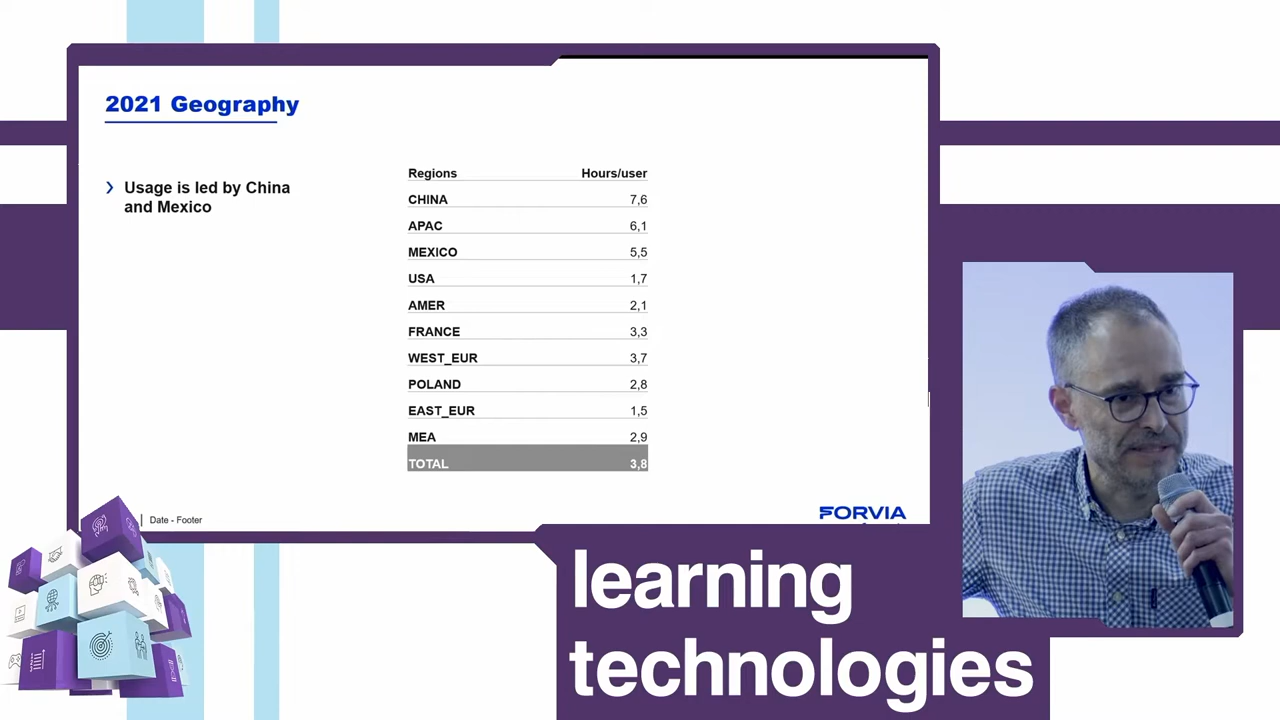 2021 Geography
Usage is led by China
and Mexico
Regions Hours/user
CHINA 7,6
APAC 6,1
MEXICO 5,5
USA 1,7
AMER 2,1
FRANCE 3,3
WEST_EUR 3,7
POLAND 2,8
EAST_EUR 1,5
MEA 2,9
TOTAL 3,8
Date - Footer
FORVIA
learning
technologies